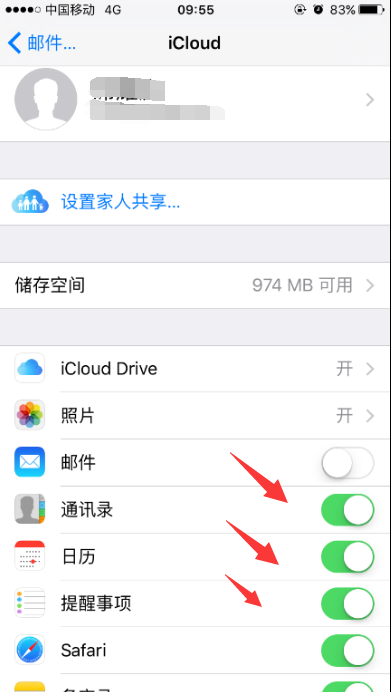 中国移动 4G 09:55 83%
邮件... iCloud
设置家人共享...
储存空间 974 MB 可用
iCloud Drive 开
照片 开
邮件
通讯录
日历
提醒事项
Safari